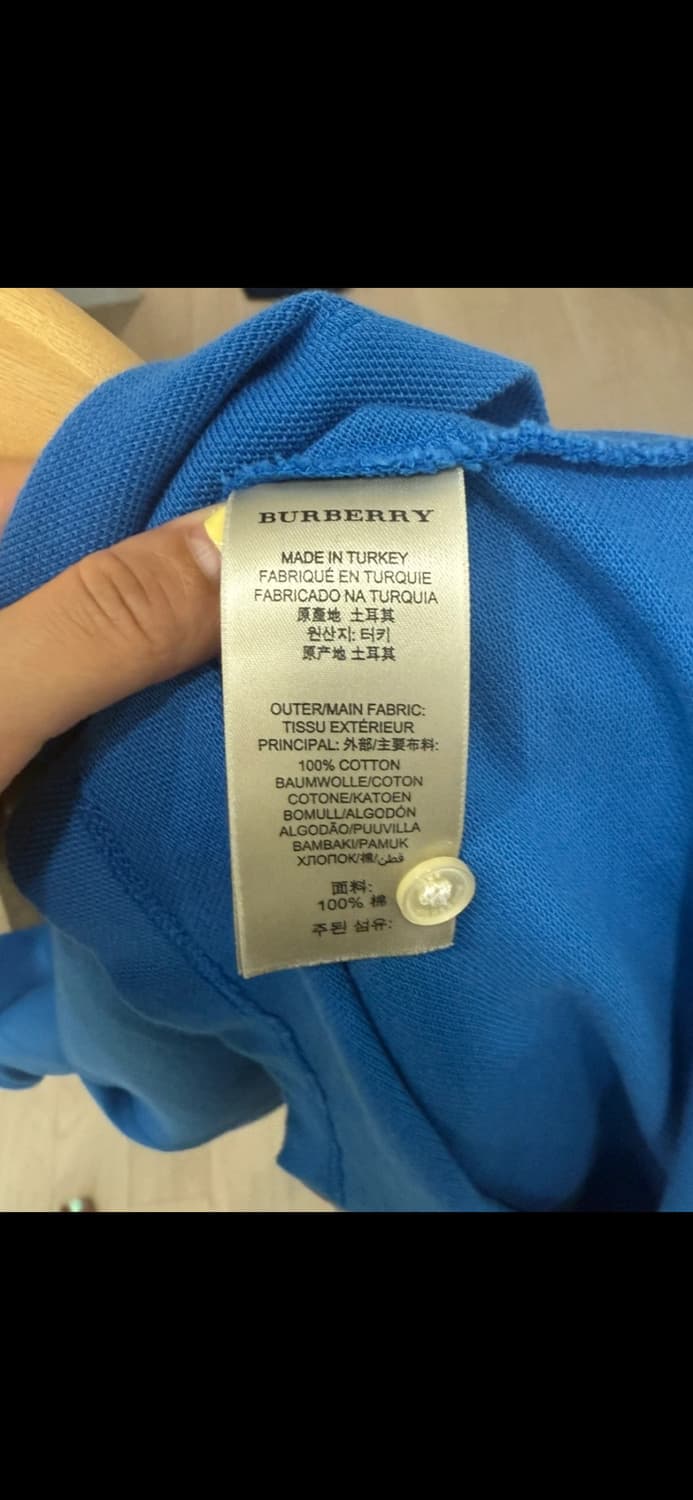 BURBERRY
MADE IN TURKEY
FABRIQUÉ EN TURQUIE
FABRICADO NA TURQUIA
原產地 土耳其
원산지: 터키
原产地 土耳其
OUTER/MAIN FABRIC:
TISSU EXTÉRIEUR
PRINCIPAL: 外部/主要布料:
100% COTTON
BAUMWOLLE/COTON
COTONE/KATOEN
BOMULL/ALGODÓN
ALGODÃO/PUUVILLA
BAMBAKI/PAMUK
ХЛОПОК/棉/قطن
面料:
100% 棉
주된 섬유: